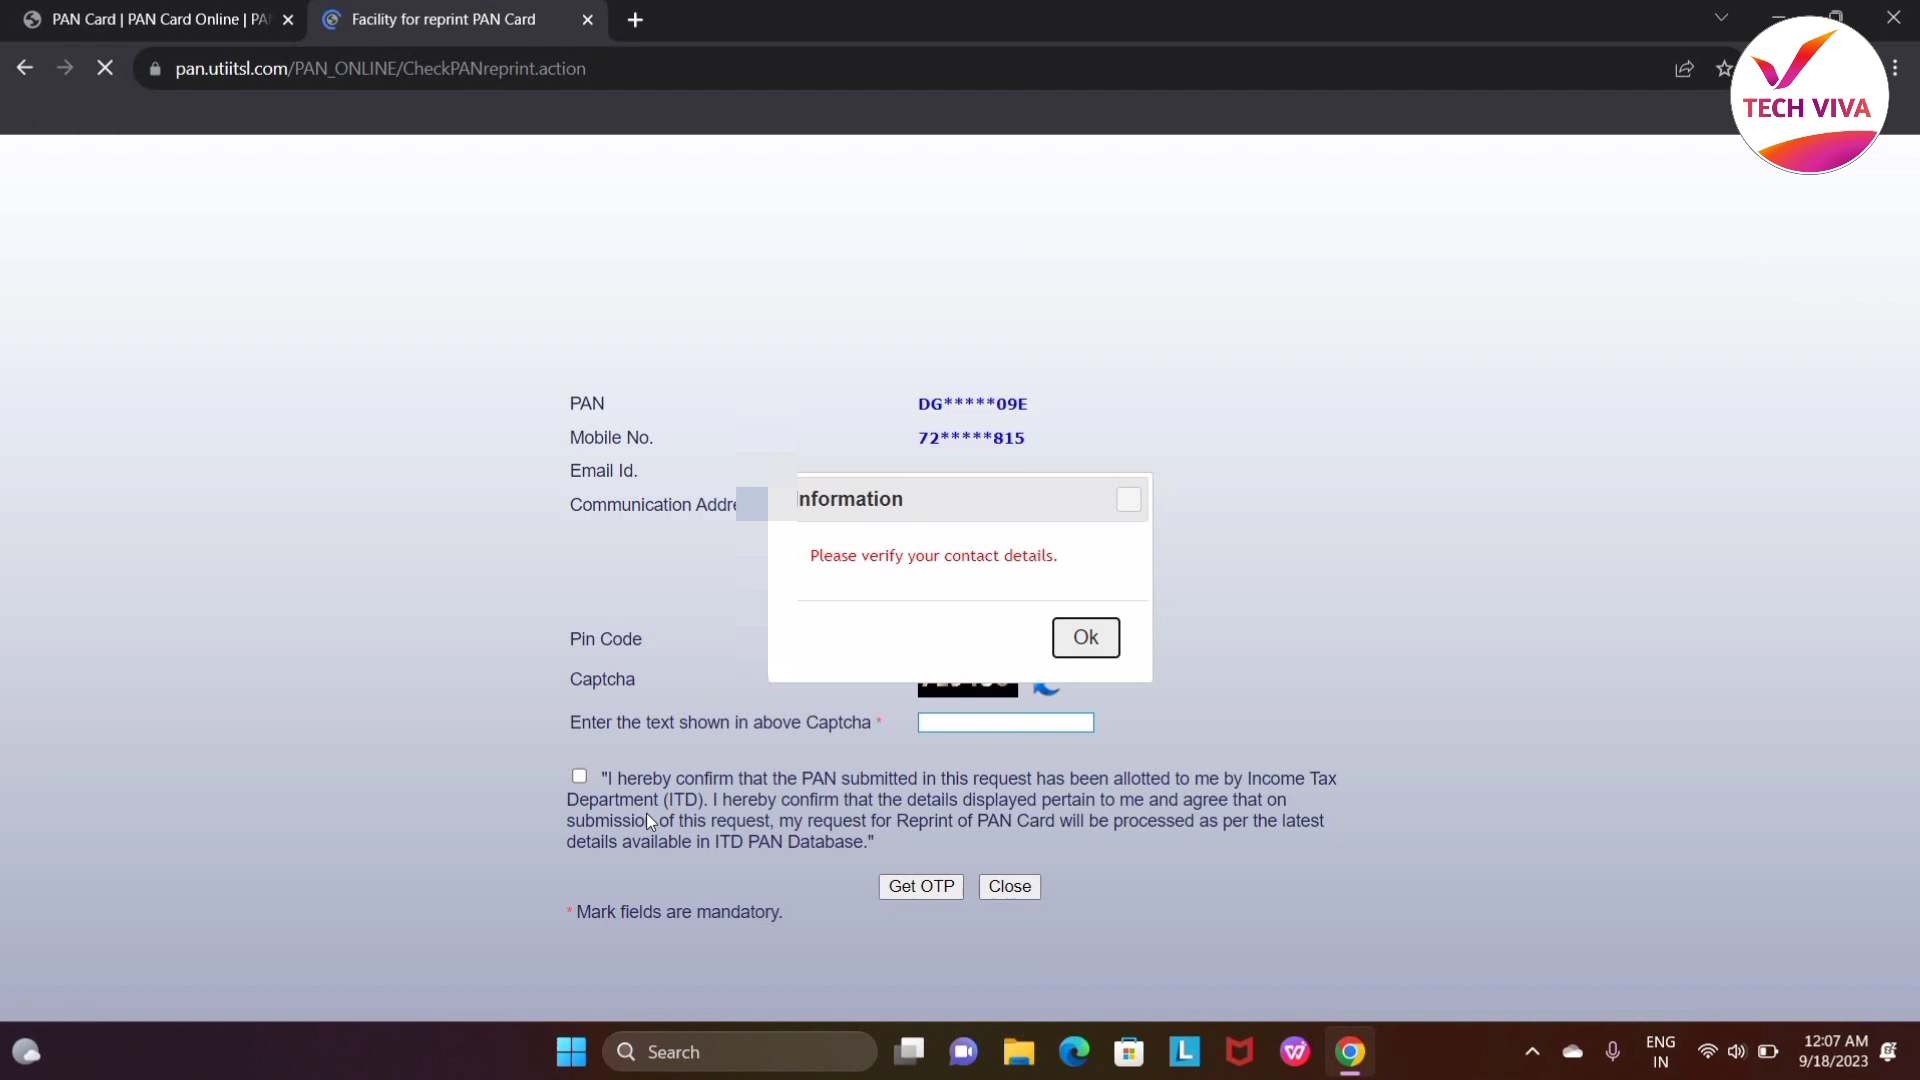 PAN Card | PAN Card Online | PA
Facility for reprint PAN Card
pan.utiitsl.com/PAN_ONLINE/CheckPANreprint.action
TECH VIVA
PAN DG*****09E
Mobile No. 72*****815
Email Id.
Communication Addre
Information
Please verify your contact details.
Ok
Pin Code
Captcha
Enter the text shown in above Captcha *
"I hereby confirm that the PAN submitted in this request has been allotted to me by Income Tax
Department (ITD). I hereby confirm that the details displayed pertain to me and agree that on
submission of this request, my request for Reprint of PAN Card will be processed as per the latest
details available in ITD PAN Database."
Get OTP Close
* Mark fields are mandatory.
Search
ENG
IN
12:07 AM
9/18/2023